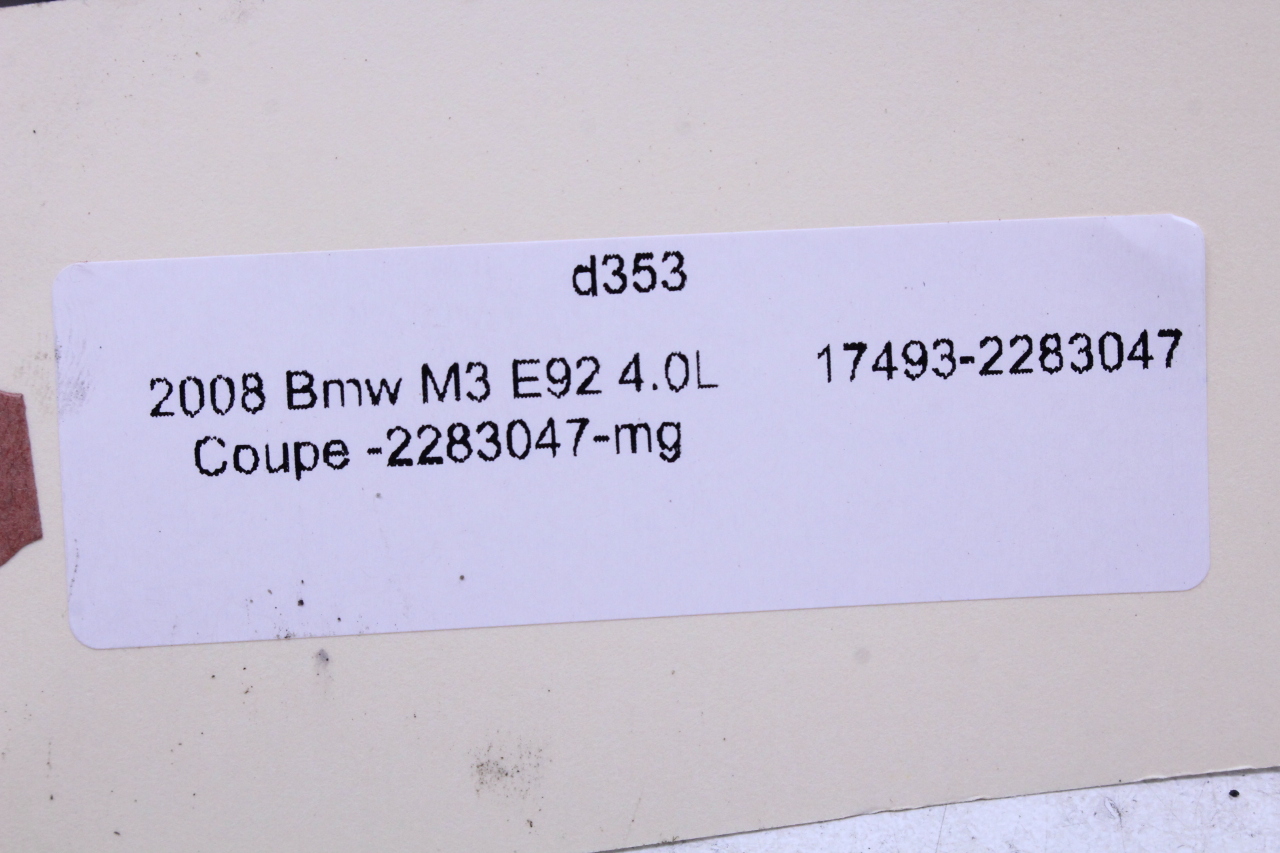 d353
2008 Bmw M3 E92 4.0L
Coupe -2283047-mg
17493-2283047